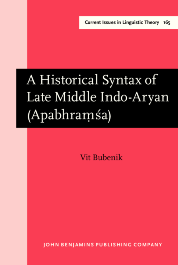 Current Issues in Linguistic Theory 165
A Historical Syntax of
Late Middle Indo-Aryan
(Apabhraṃśa)
Vit Bubenik
JOHN BENJAMINS PUBLISHING COMPANY